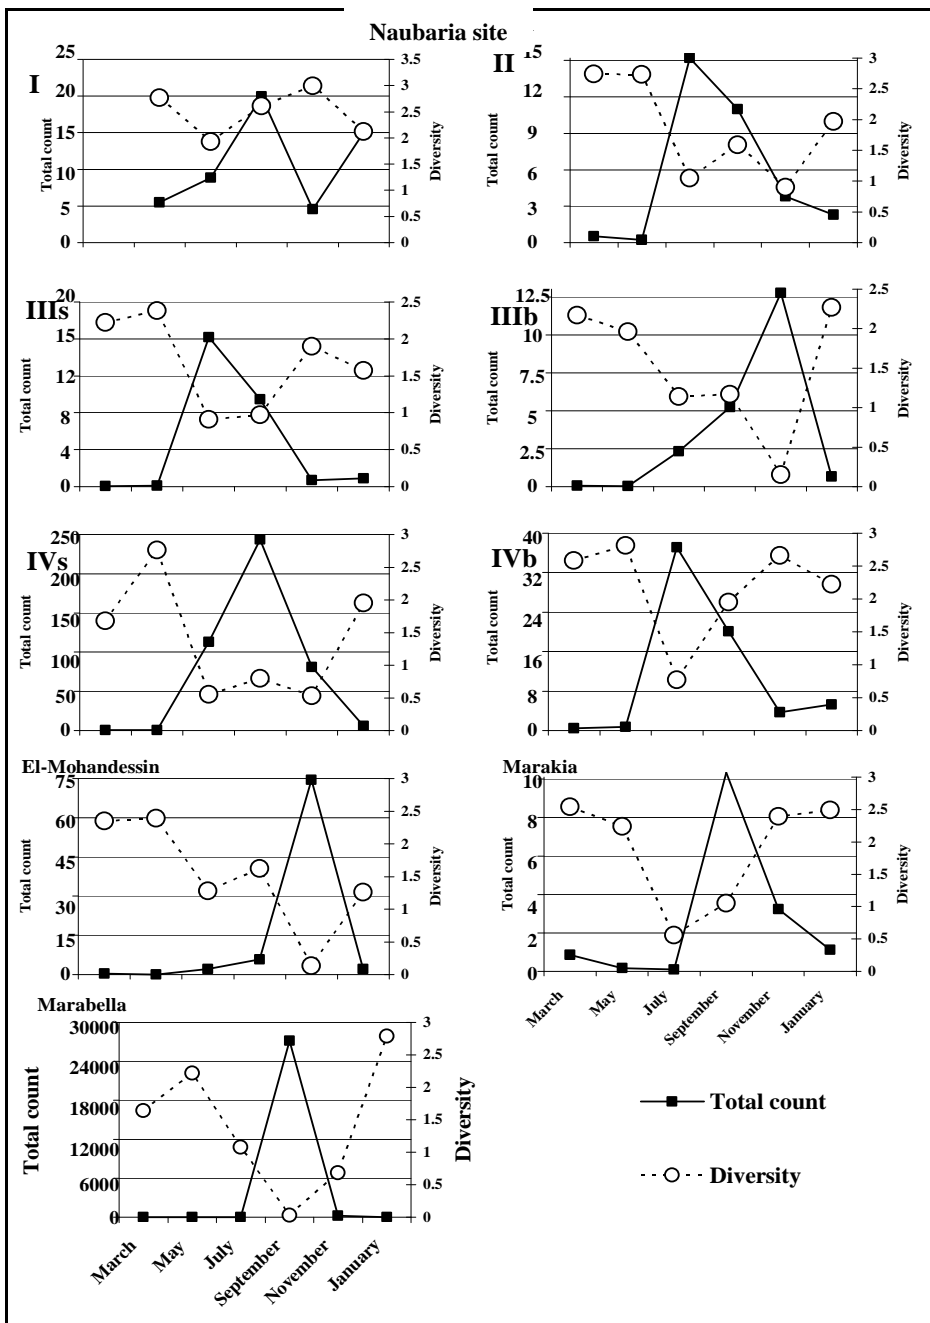 Naubaria site
I
25
20
15
10
5
0
Total count
3.5
3
2.5
2
1.5
1
0.5
0
Diversity
II
15
12
9
6
3
0
Total count
3
2.5
2
1.5
1
0.5
0
Diversity
IIIs
20
15
12
8
4
0
Total count
2.5
2
1.5
1
0.5
0
Diversity
IIIb
12.5
10
7.5
5
2.5
0
Total count
2.5
2
1.5
1
0.5
0
Diversity
IVs
250
200
150
100
50
0
Total count
3
2.5
2
1.5
1
0.5
0
Diversity
IVb
40
32
24
16
8
0
Total count
3
2.5
2
1.5
1
0.5
0
Diversity
El-Mohandessin
75
60
45
30
15
0
Total count
3
2.5
2
1.5
1
0.5
0
Diversity
Marakia
10
8
6
4
2
0
Total count
3
2.5
2
1.5
1
0.5
0
Diversity
March
May
July
September
November
January
Marabella
30000
24000
18000
12000
6000
0
Total count
3
2.5
2
1.5
1
0.5
0
Diversity
March
May
July
September
November
January
Total count
Diversity